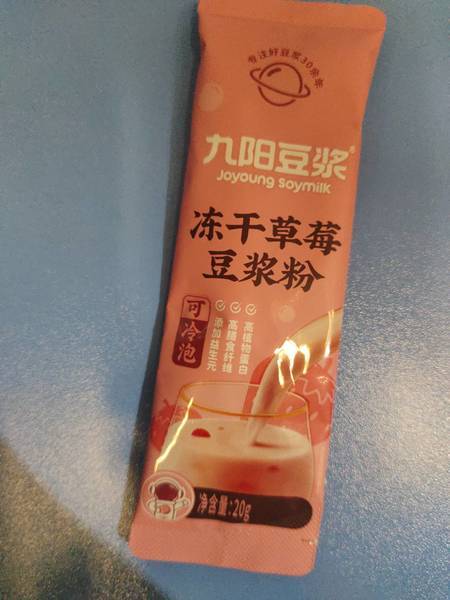 专注好豆浆30余年
九阳豆浆®
Joyoung Soymilk
冻干草莓
豆浆粉
可冷泡
高植物蛋白
高膳食纤维
添加益生元
净含量:20g